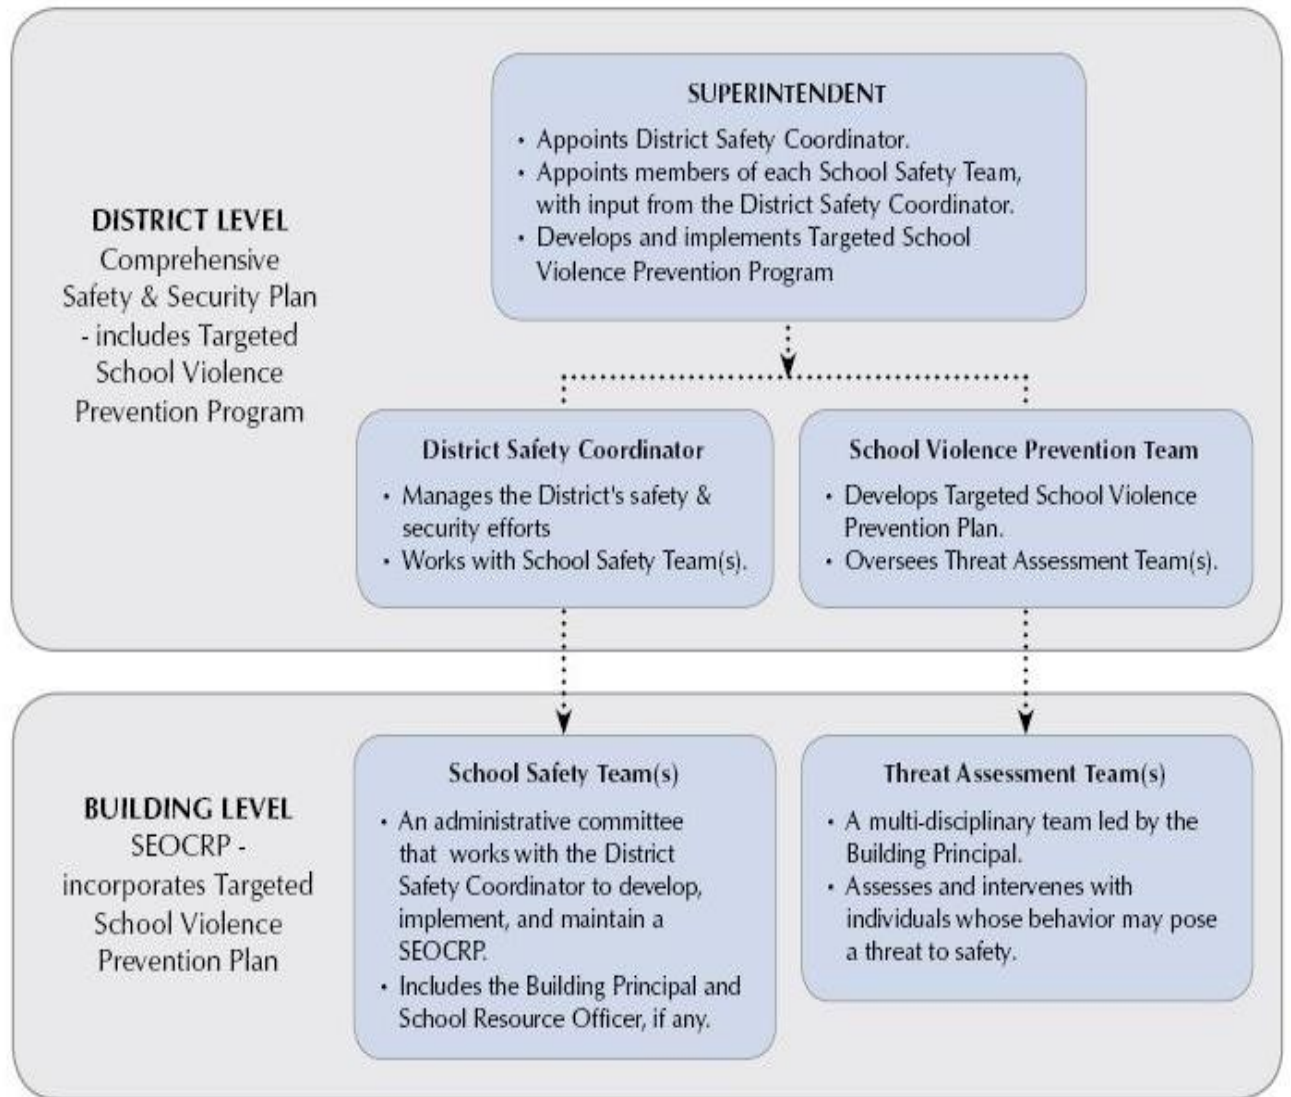 SUPERINTENDENT
• Appoints District Safety Coordinator.
• Appoints members of each School Safety Team,
with input from the District Safety Coordinator.
• Develops and implements Targeted School
Violence Prevention Program
DISTRICT LEVEL
Comprehensive
Safety & Security Plan
- includes Targeted
School Violence
Prevention Program
District Safety Coordinator
• Manages the District's safety &
security efforts
• Works with School Safety Team(s).
School Violence Prevention Team
• Develops Targeted School Violence
Prevention Plan.
• Oversees Threat Assessment Team(s).
BUILDING LEVEL
SEOCRP -
incorporates Targeted
School Violence
Prevention Plan
School Safety Team(s)
• An administrative committee
that works with the District
Safety Coordinator to develop,
implement, and maintain a
SEOCRP.
• Includes the Building Principal and
School Resource Officer, if any.
Threat Assessment Team(s)
• A multi-disciplinary team led by the
Building Principal.
• Assesses and intervenes with
individuals whose behavior may pose
a threat to safety.